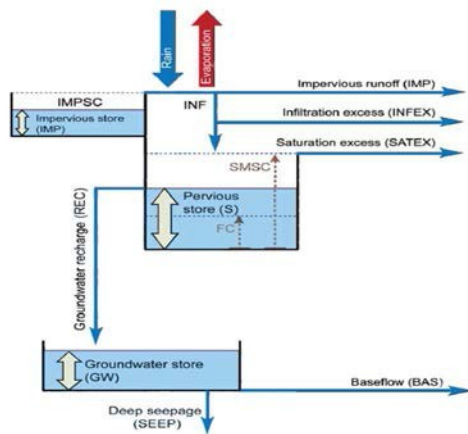 Rain
Evaporation
IMPSC
Impervious store
(IMP)
INF
Impervious runoff (IMP)
Infiltration excess (INFEX)
Saturation excess (SATEX)
SMSC
Pervious
store (S)
FC
Groundwater recharge (REC)
Groundwater store
(GW)
Deep seepage
(SEEP)
Baseflow (BAS)